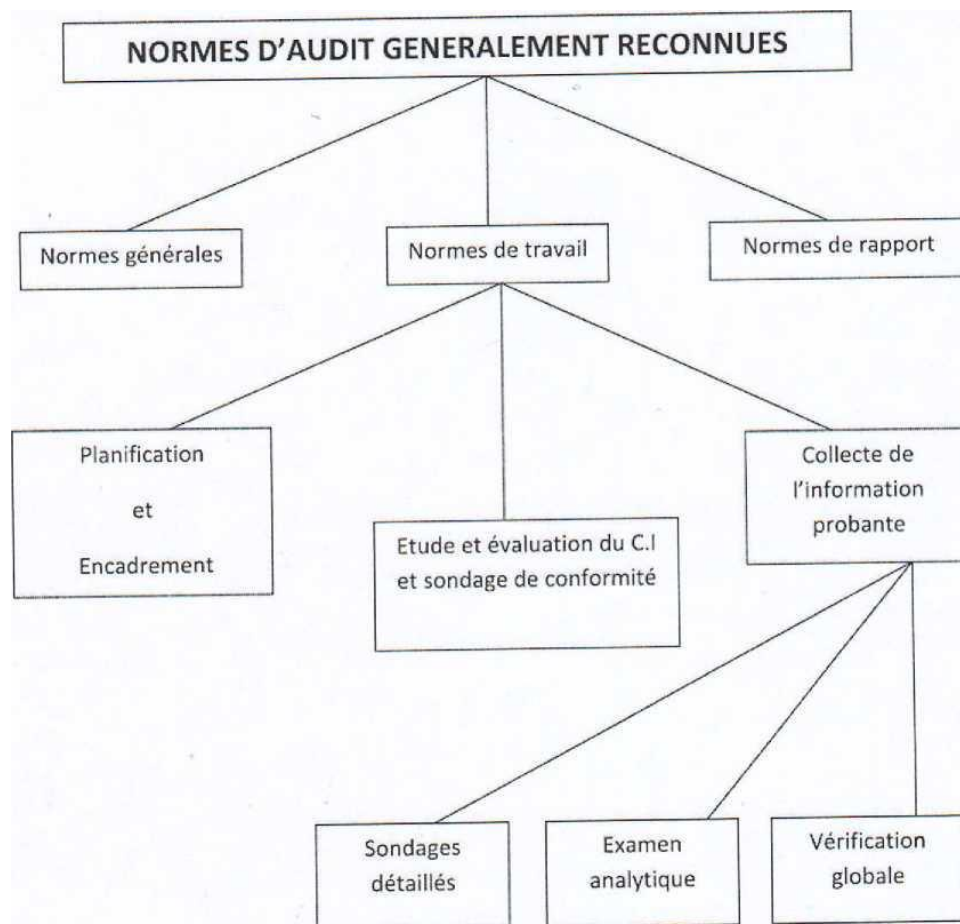 NORMES D'AUDIT GENERALEMENT RECONNUES
Normes générales
Normes de travail
Normes de rapport
Planification
et
Encadrement
Etude et évaluation du C.I
et sondage de conformité
Collecte de
l'information
probante
Sondages
détaillés
Examen
analytique
Vérification
globale